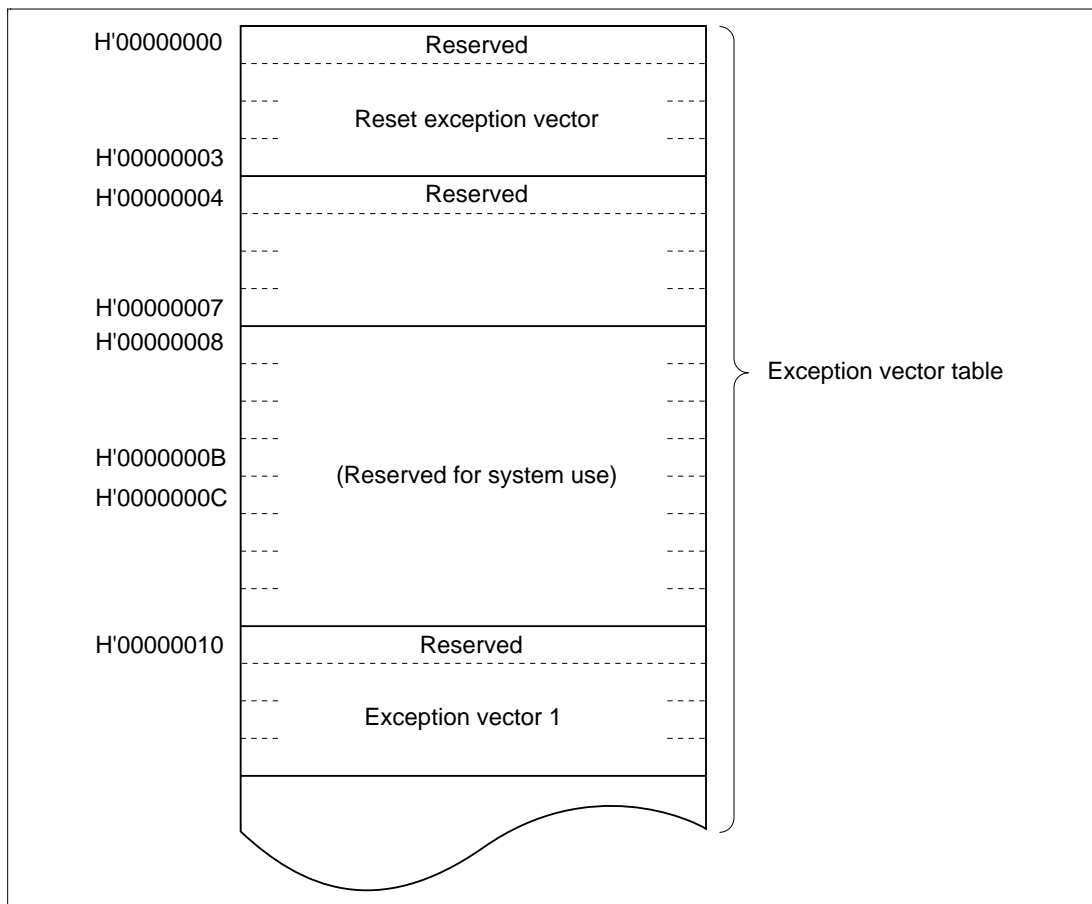 H'00000000
Reserved
Reset exception vector
H'00000003
H'00000004
Reserved
H'00000007
H'00000008
Exception vector table
H'0000000B
(Reserved for system use)
H'0000000C
H'00000010
Reserved
Exception vector 1